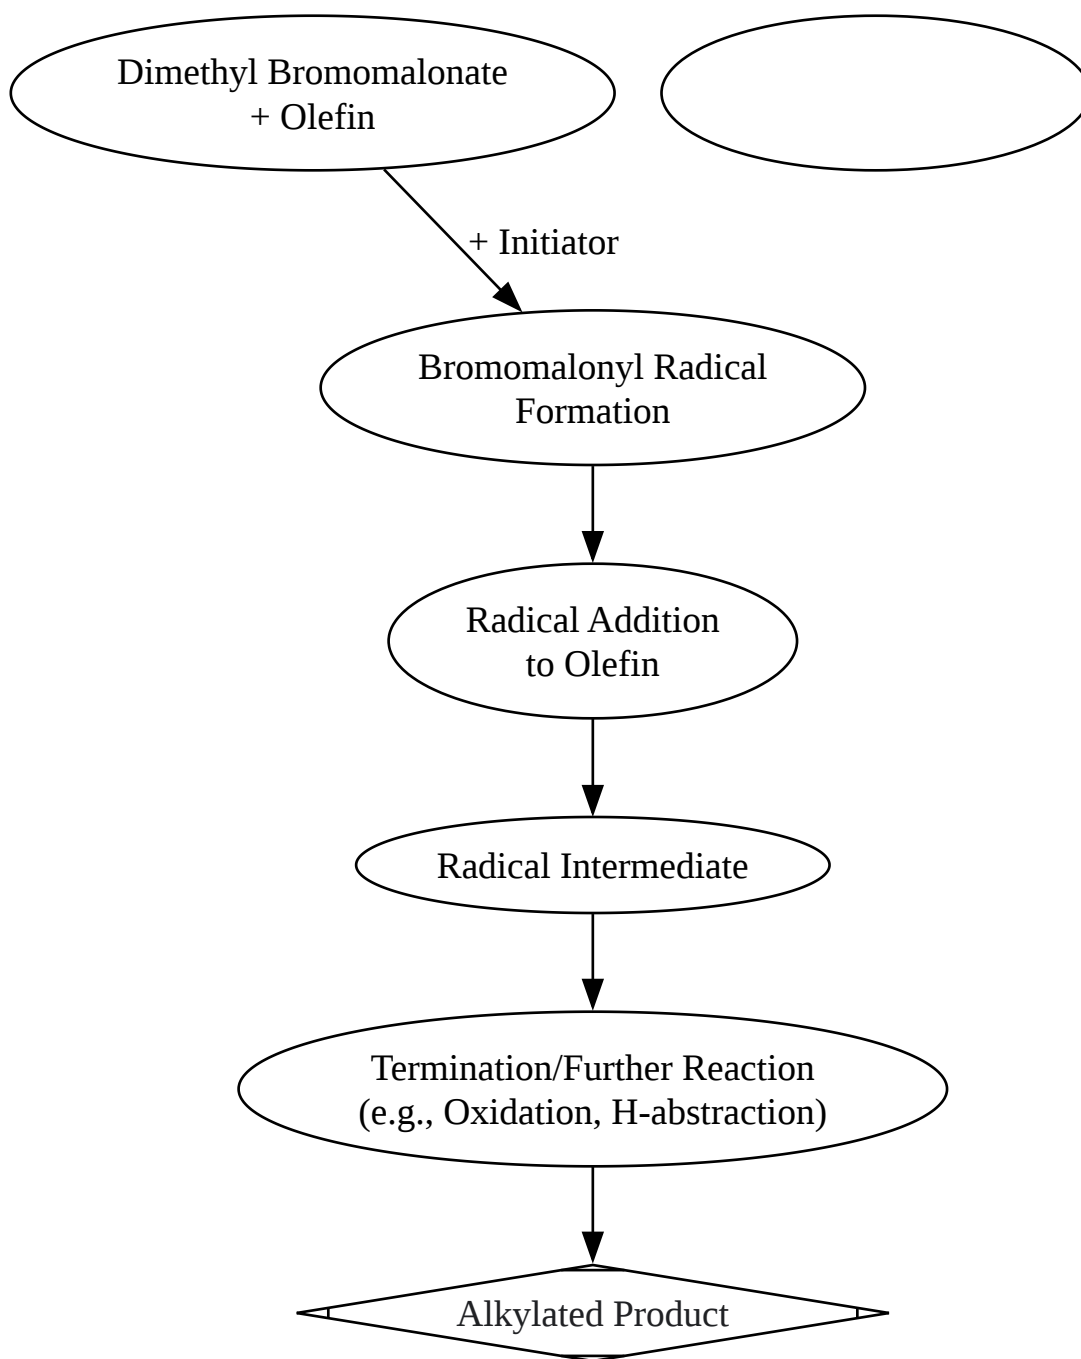 Dimethyl Bromomalonate
+ Olefin
+ Initiator
Bromomalonyl Radical
Formation
Radical Addition
to Olefin
Radical Intermediate
Termination/Further Reaction
(e.g., Oxidation, H-abstraction)
Alkylated Product